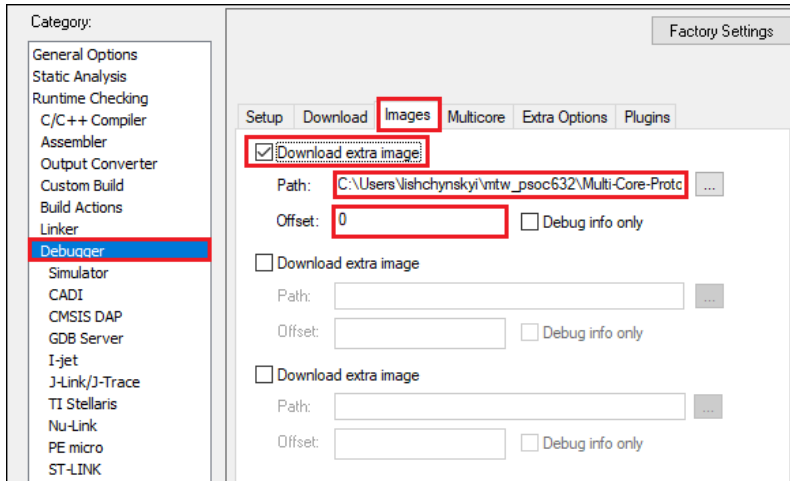 Category:
Factory Settings
General Options
Static Analysis
Runtime Checking
C/C++ Compiler
Assembler
Output Converter
Custom Build
Build Actions
Linker
Debugger
Simulator
CADI
CMSIS DAP
GDB Server
I-jet
J-Link/J-Trace
TI Stellaris
Nu-Link
PE micro
ST-LINK
Setup Download Images Multicore Extra Options Plugins
Download extra image
Path: C:\Users\lishchynskyi\mtw_psoc632\Multi-Core-Proto ...
Offset: 0 Debug info only
Download extra image
Path: ...
Offset: Debug info only
Download extra image
Path: ...
Offset: Debug info only